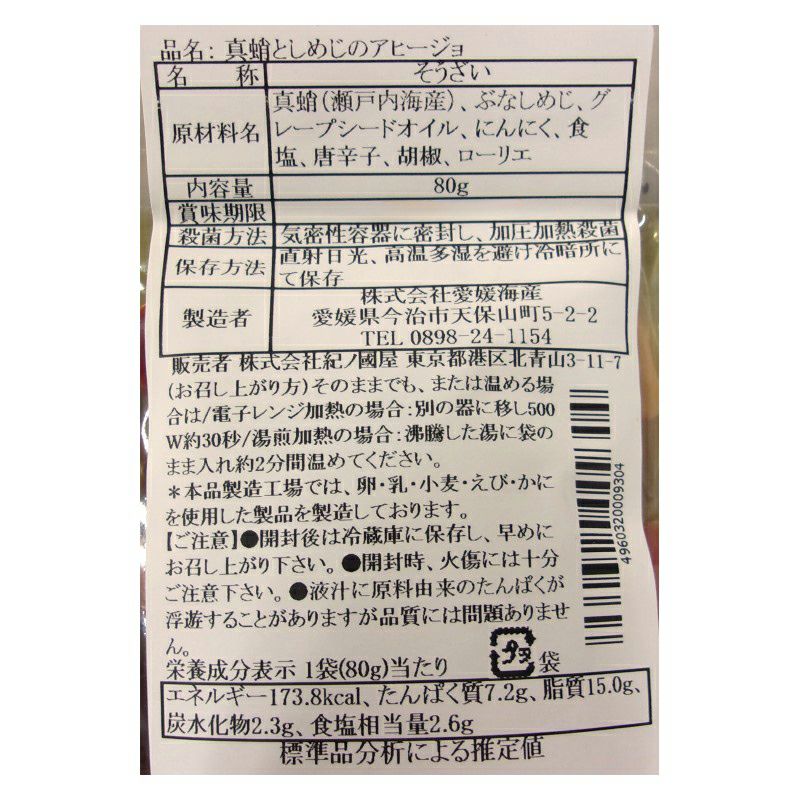 品名: 真蛸としめじのアヒージョ
名 称 そうざい
原材料名 真蛸(瀬戸内海産)、ぶなしめじ、グ
レープシードオイル、にんにく、食
塩、唐辛子、胡椒、ローリエ
内容量 80g
賞味期限
殺菌方法 気密性容器に密封し、加圧加熱殺菌
保存方法 直射日光、高温多湿を避け冷暗所に
て保存
製造者 株式会社愛媛海産
愛媛県今治市天保山町5-2-2
TEL 0898-24-1154
販売者 株式会社紀ノ國屋 東京都港区北青山3-11-7
(お召し上がり方)そのままでも、または温める場
合は/電子レンジ加熱の場合:別の器に移し500
W約30秒/湯煎加熱の場合:沸騰した湯に袋の
まま入れ約2分間温めてください。
*本品製造工場では、卵・乳・小麦・えび・かに
を使用した製品を製造しております。
【ご注意】●開封後は冷蔵庫に保存し、早めに
お召し上がり下さい。●開封時、火傷には十分
ご注意下さい。●液汁に原料由来のたんぱくが
浮遊することがありますが品質には問題ありませ
ん。
4960320009304
プラ 袋
栄養成分表示 1袋(80g)当たり
エネルギー173.8kcal、たんぱく質7.2g、脂質15.0g、
炭水化物2.3g、食塩相当量2.6g
標準品分析による推定値